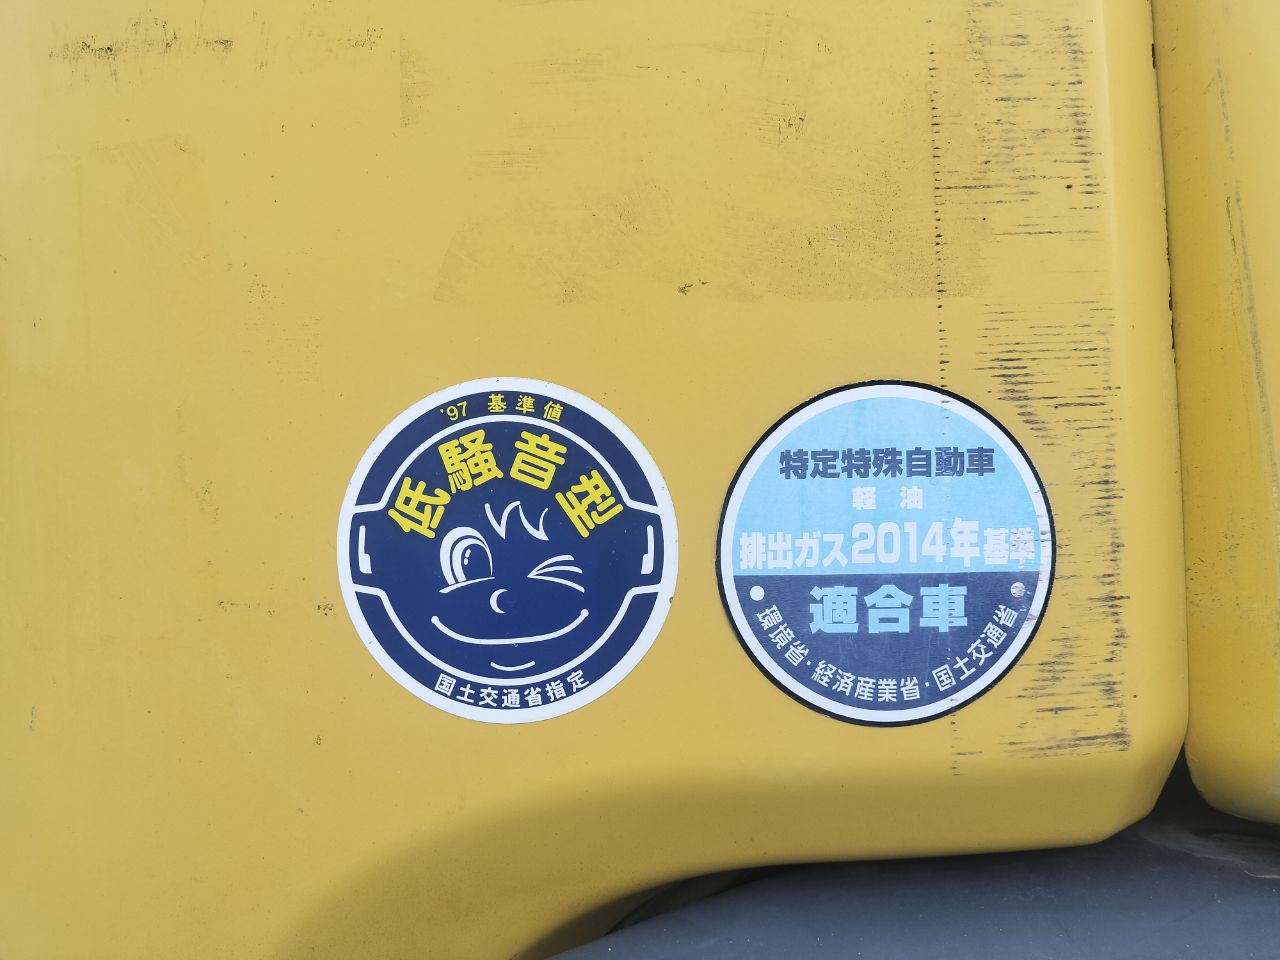 '97 基準値
低騒音型
国土交通省指定
特定特殊自動車
軽油
排出ガス2014年基準
適合車
環境省・経済産業省・国土交通省